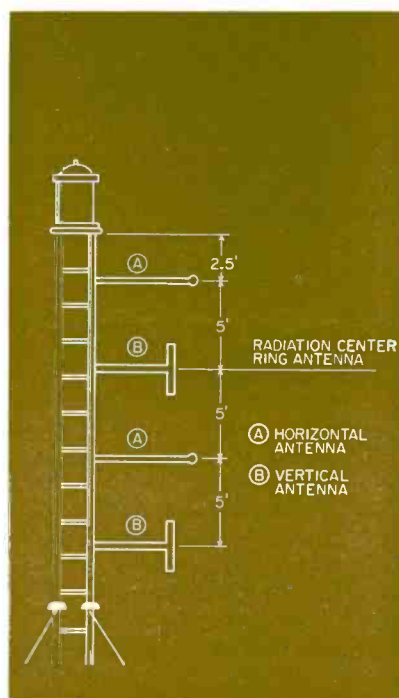 A
2.5'
5'
B
RADIATION CENTER
RING ANTENNA
5'
A
Ⓐ HORIZONTAL
ANTENNA
Ⓑ VERTICAL
ANTENNA
B
5'